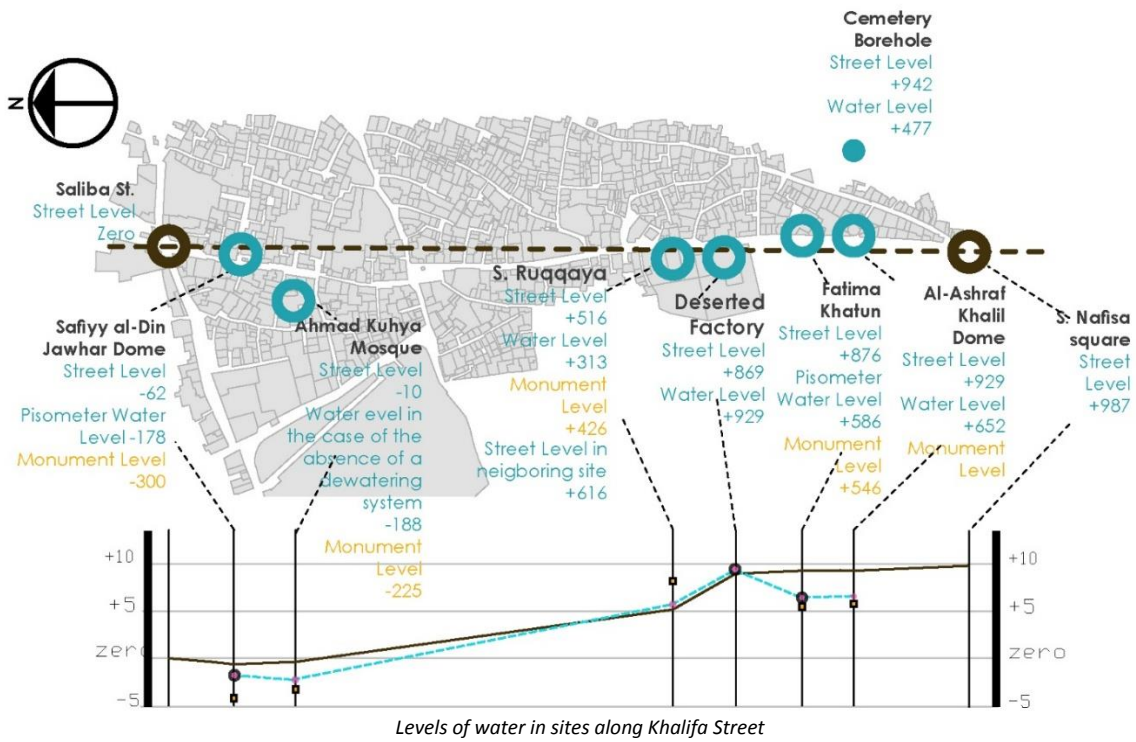 Cemetery
Borehole
Street Level
+942
Water Level
+477
N
Saliba St.
Street Level
Zero
Safiyy al-Din
Jawhar Dome
Street Level
-62
Pisometer Water
Level -178
Monument Level
-300
Ahmad Kuhya
Mosque
Street Level
-10
Water evel in
the case of the
absence of a
dewatering
system
-188
Monument
Level
-225
S. Ruqqaya
Street Level
+516
Water Level
+313
Monument
Level
+426
Street Level in
neigboring site
+616
Deserted
Factory
Street Level
+869
Water Level
+929
Fatima
Khatun
Street Level
+876
Pisometer
Water Level
+586
Monument
Level
+546
Al-Ashraf
Khalil
Dome
Street Level
+929
Water Level
+652
Monument
Level
S. Nafisa
square
Street
Level
+987
+10
+5
zero
-5
+10
+5
zero
-5
Levels of water in sites along Khalifa Street